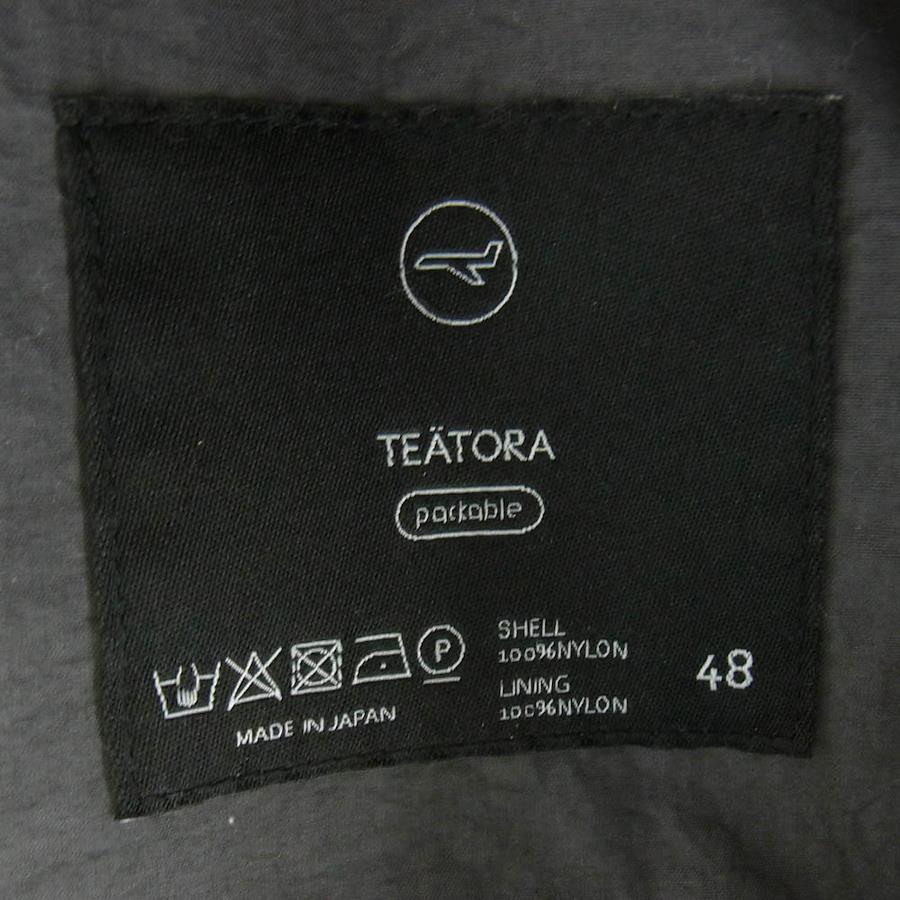 TEÄTORA
packable
P
SHELL
100%NYLON
LINING
100%NYLON
48
MADE IN JAPAN